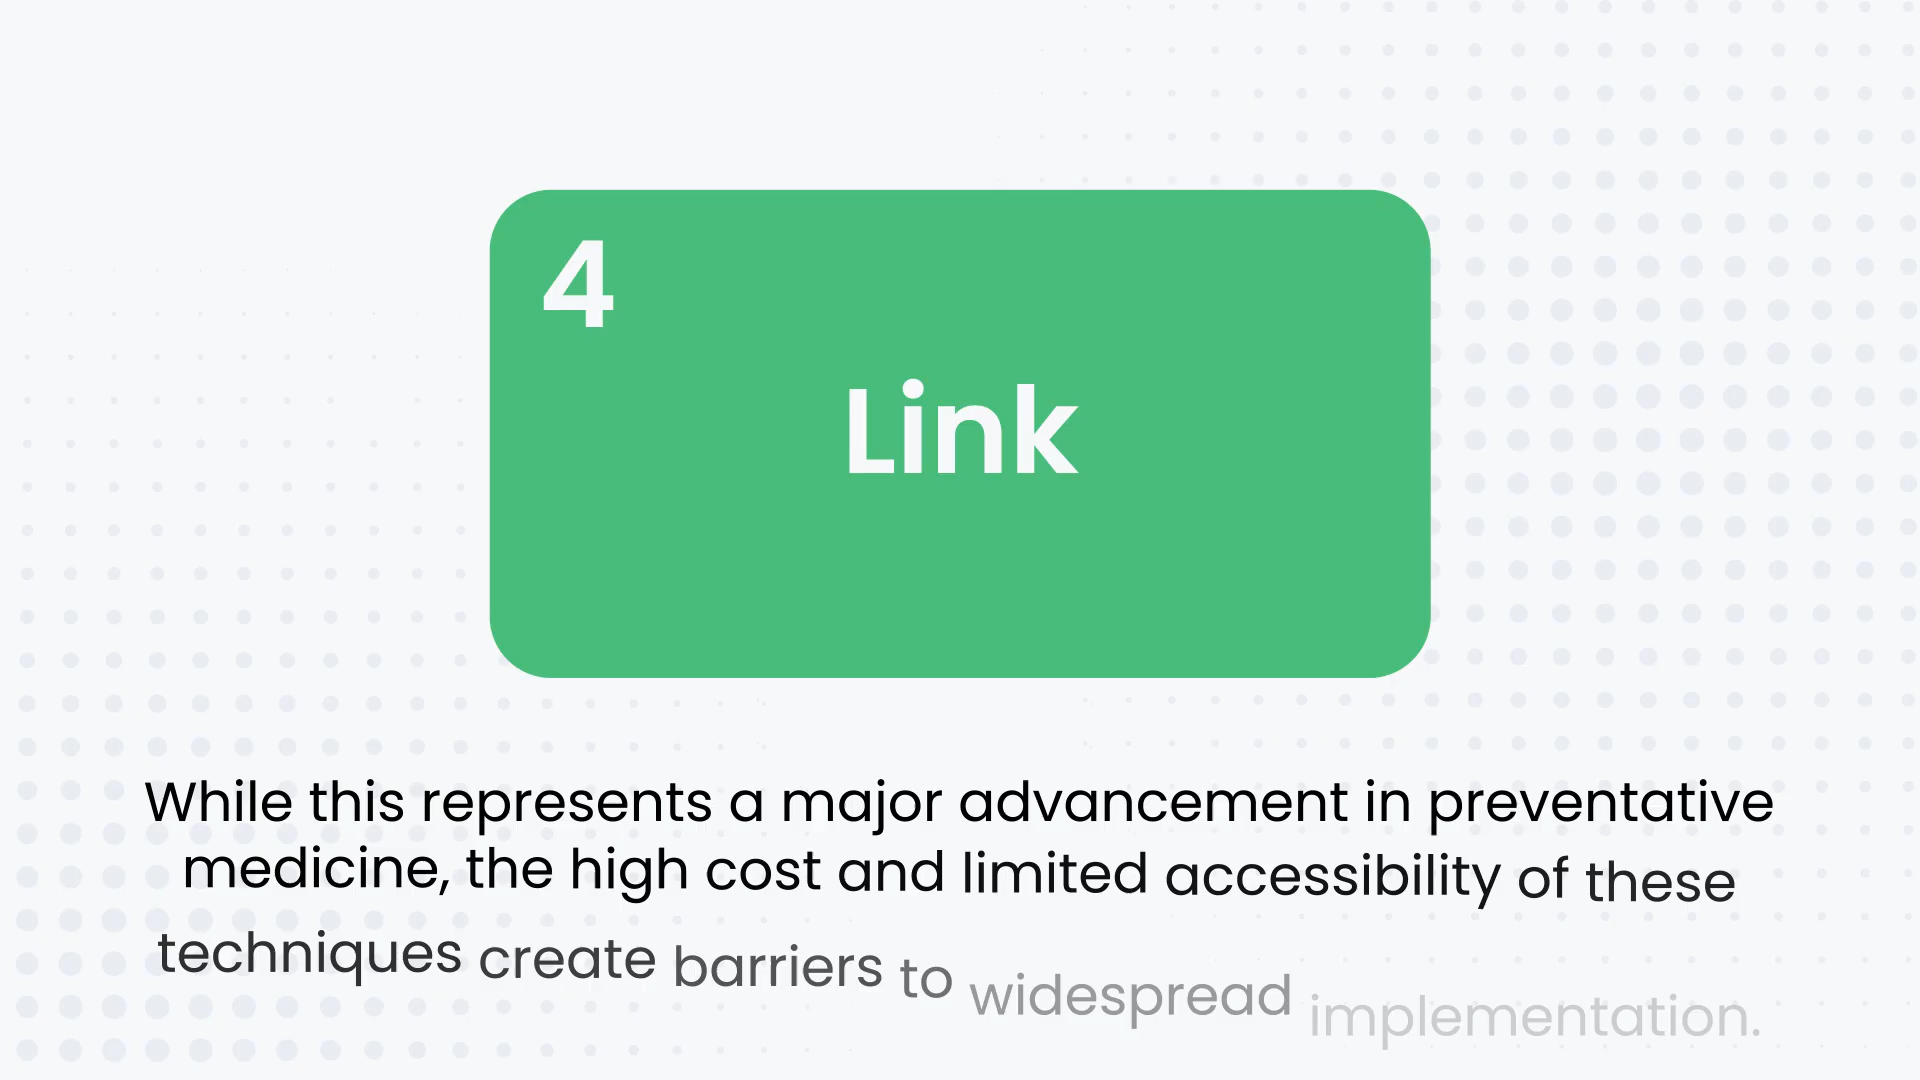 4
Link
While this represents a major advancement in preventative
medicine, the high cost and limited accessibility of these
techniques create barriers to widespread implementation.